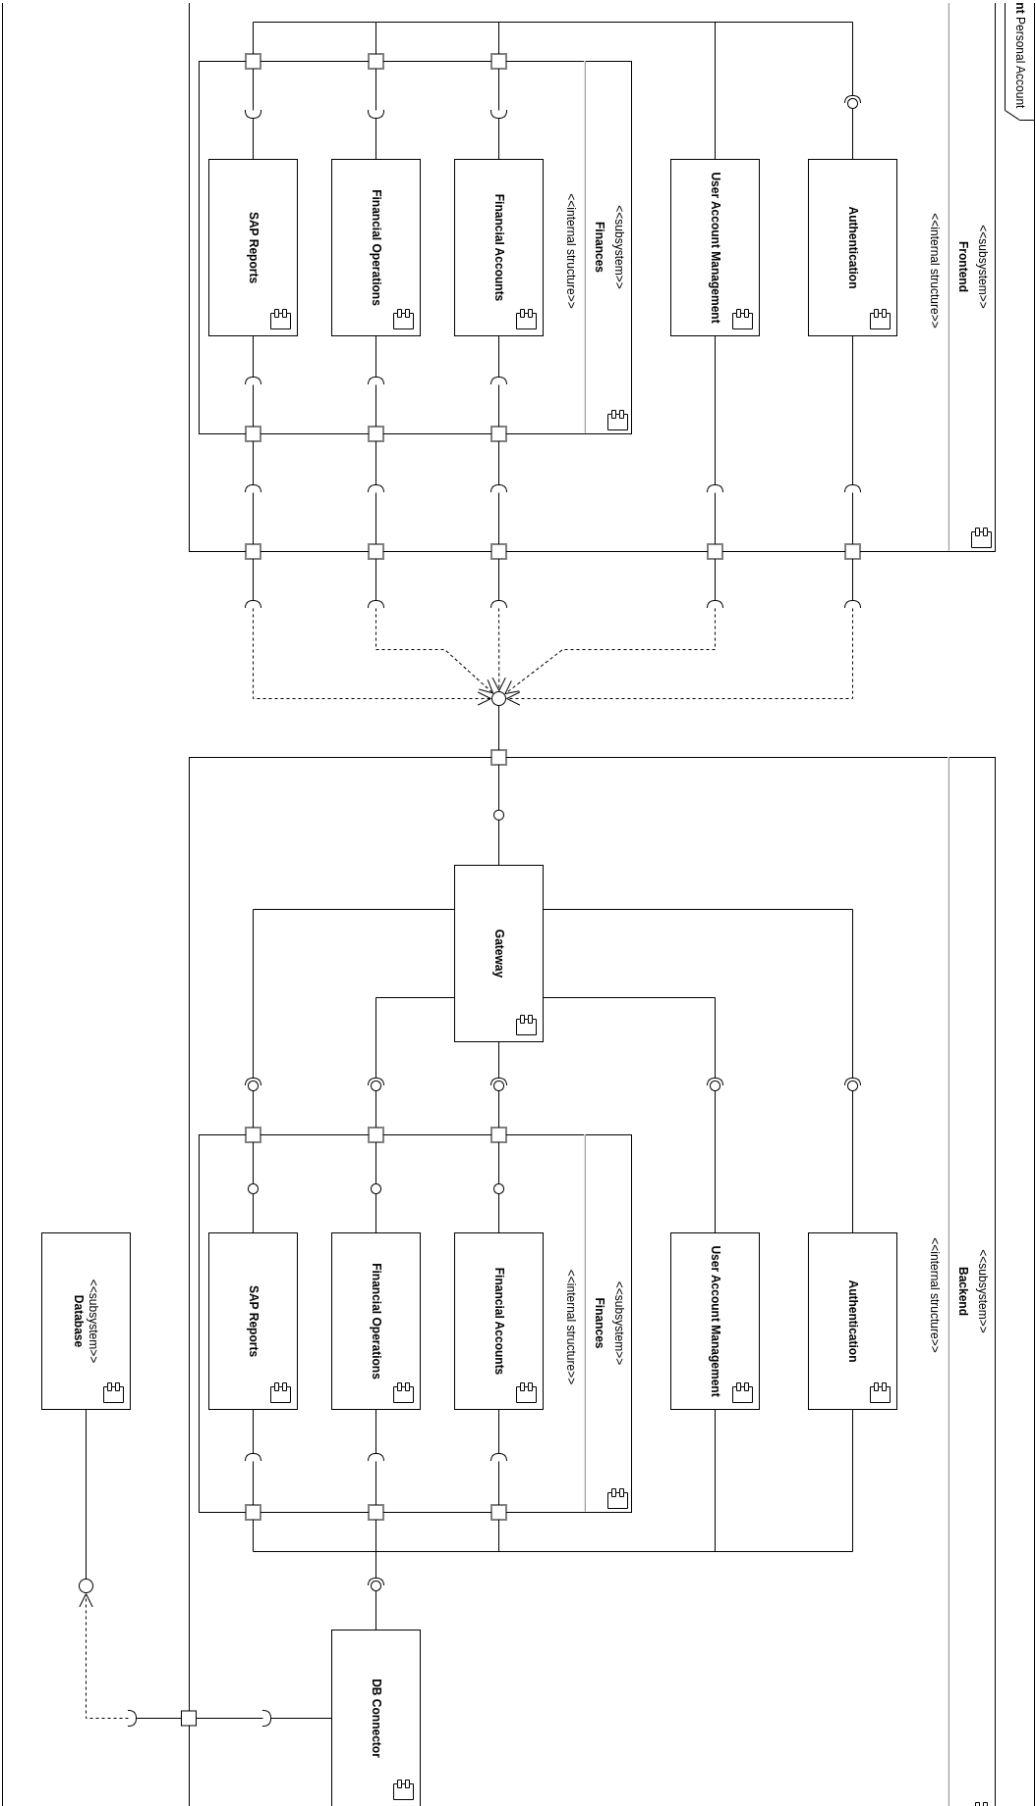 nt Personal Account
<<subsystem>>
Frontend
<<internal structure>>
Authentication
User Account Management
<<subsystem>>
Finances
<<internal structure>>
Financial Accounts
Financial Operations
SAP Reports
<<subsystem>>
Backend
<<internal structure>>
Gateway
Authentication
User Account Management
<<subsystem>>
Finances
<<internal structure>>
Financial Accounts
Financial Operations
SAP Reports
<<subsystem>>
Database
DB Connector